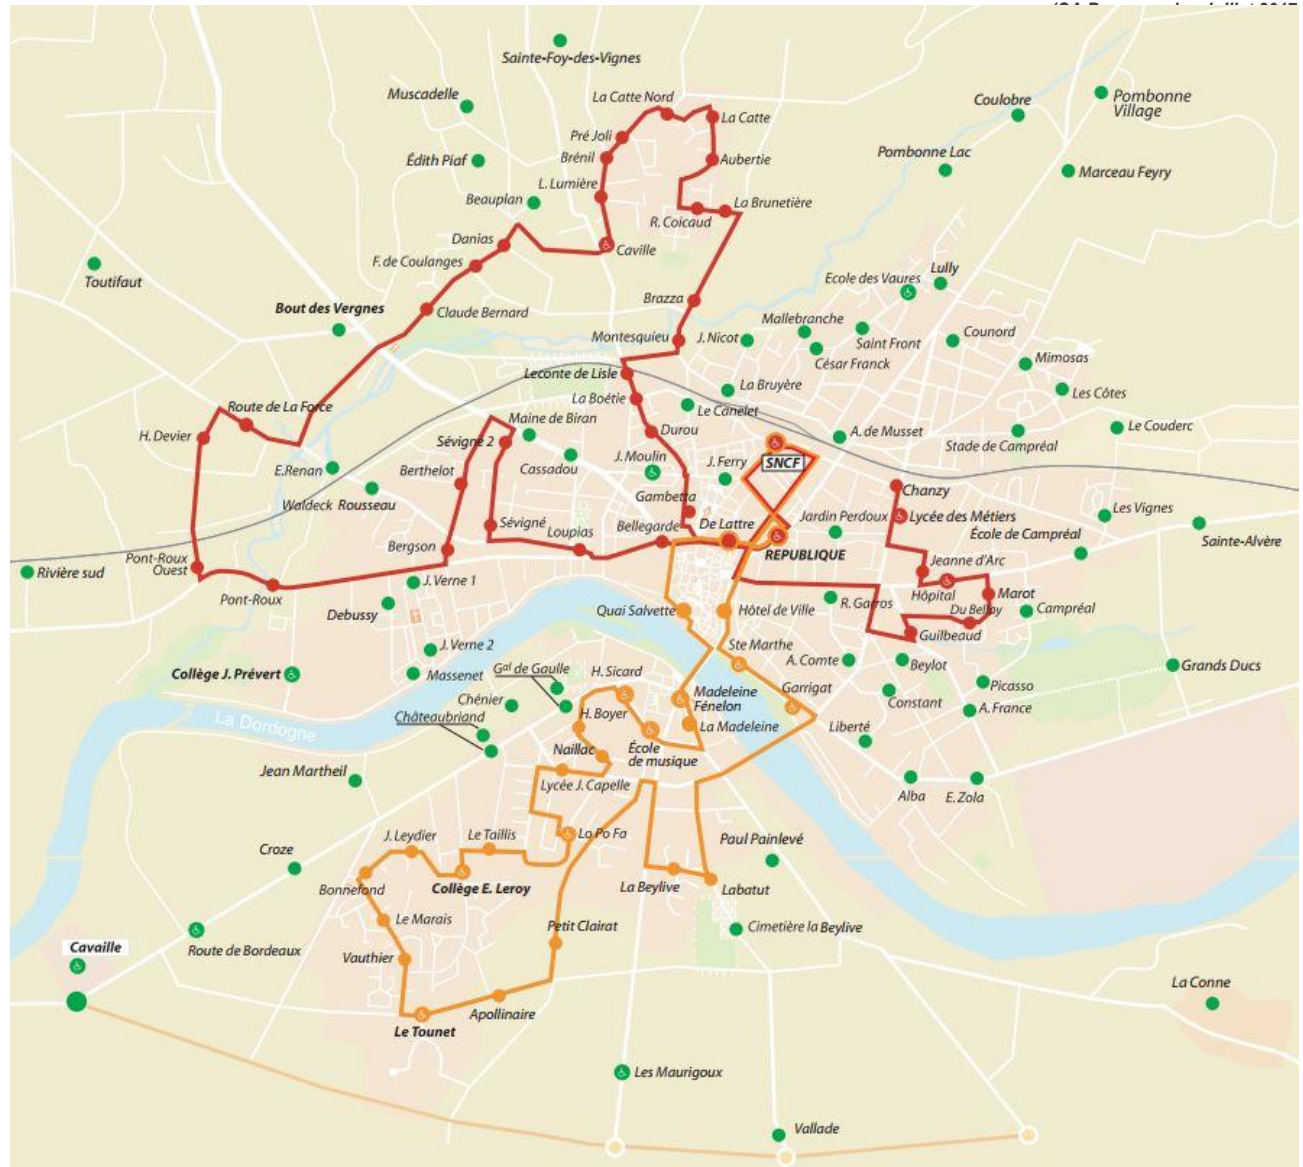 Sainte-Foy-des-Vignes
Muscadelle
La Catte Nord
La Catte
Coulobre
Pombonne
Village
Pré Joli
Brénil
Aubertie
Édith Piaf
Pombonne Lac
Marceau Feyry
L. Lumière
Beauplan
La Brunetière
R. Coicaud
Danias
Caville
F. de Coulanges
Toutifaut
Ecole des Vaures
Lully
Brazza
Bout des Vergnes
Claude Bernard
Mallebranche
Montesquieu
J. Nicot
Saint Front
Counord
César Franck
Mimosas
Leconte de Lisle
La Bruyère
Les Côtes
La Boétie
Le Canelet
Route de La Force
Maine de Biran
Durou
A. de Musset
Le Couderc
H. Devier
Sévigné 2
Stade de Campréal
J. Moulin
J. Ferry
SNCF
E.Renan
Berthelot
Cassadou
Chanzy
Waldeck Rousseau
Gambetta
Les Vignes
Jardin Perdoux
Lycée des Métiers
Sévigné
Loupias
Bellegarde
De Lattre
École de Campréal
Sainte-Alvère
Bergson
REPUBLIQUE
Pont-Roux
Ouest
Jeanne d'Arc
Rivière sud
J. Verne 1
Pont-Roux
Hôpital
Marot
Debussy
Quai Salvette
Hôtel de Ville
R. Garros
Du Bellay
Campréal
Guilbeaud
J. Verne 2
Ste Marthe
A. Comte
Beylot
Grands Ducs
Collège J. Prévert
Massenet
Gal de Gaulle
H. Sicard
Madeleine
Fénelon
Garrigat
Picasso
Chénier
Constant
A. France
La Dordogne
Châteaubriand
H. Boyer
La Madeleine
Liberté
Naillac
École
de musique
Jean Martheil
Lycée J. Capelle
Alba
E. Zola
J. Leydier
Le Taillis
Lo Po Fa
Paul Painlevé
Croze
Bonnefond
Collège E. Leroy
La Beylive
Labatut
Le Marais
Petit Clairat
Cimetière la Beylive
Cavaille
Route de Bordeaux
Vauthier
La Conne
Apollinaire
Le Tounet
Les Maurigoux
Vallade